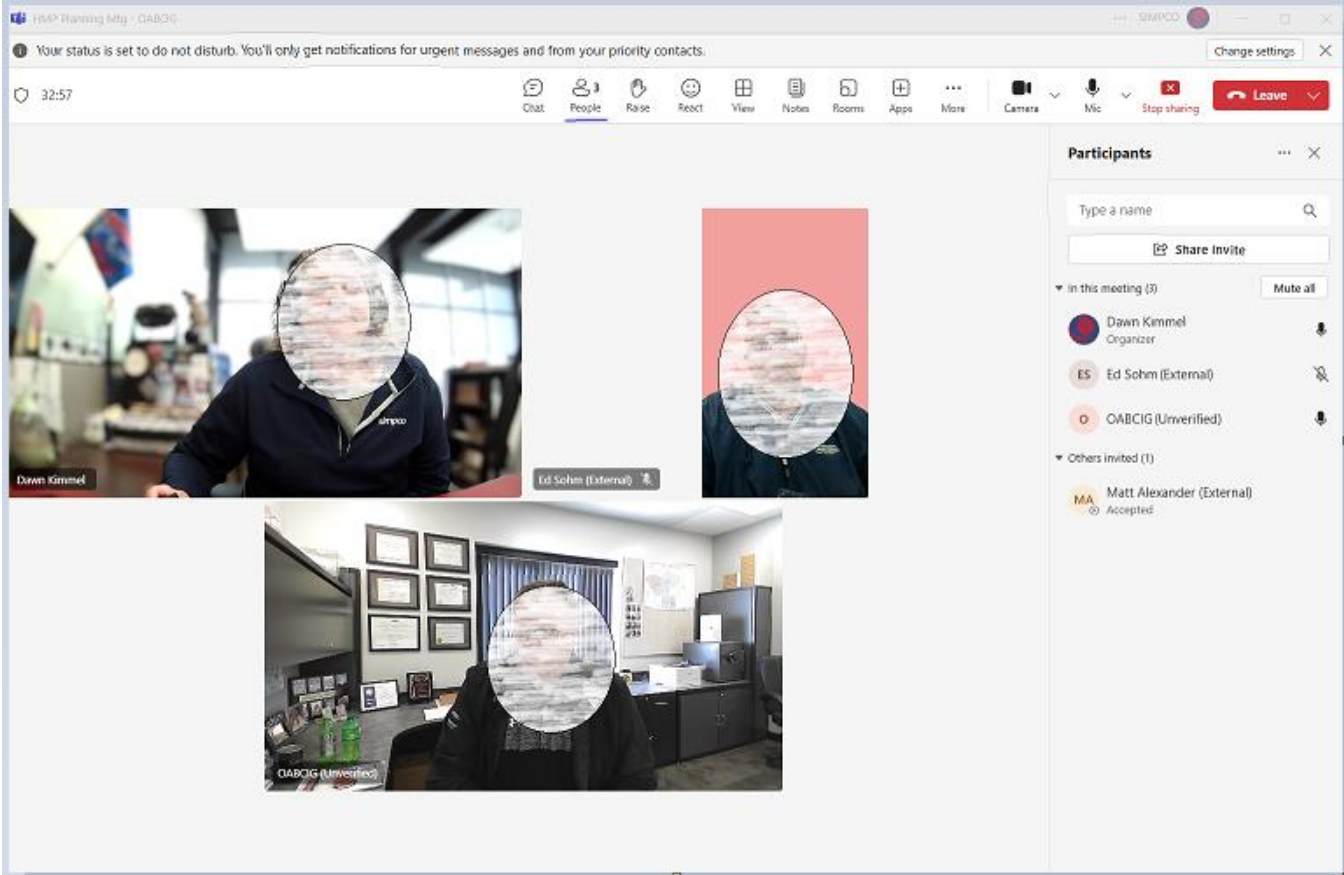 HMP Planning Mtg - OABCIG
SIMPCO
Your status is set to do not disturb. You'll only get notifications for urgent messages and from your priority contacts.
Change settings
32:57
Chat
People
3
Raise
React
View
Notes
Rooms
Apps
More
Camera
Mic
Stop sharing
Leave
Participants
Type a name
Share invite
In this meeting (3)
Mute all
Dawn Kimmel
Organizer
ES
Ed Sohm (External)
O
OABCIG (Unverified)
Others invited (1)
MA
Matt Alexander (External)
Accepted
simpco
Dawn Kimmel
Ed Sohm (External)
OABCIG (Unverified)